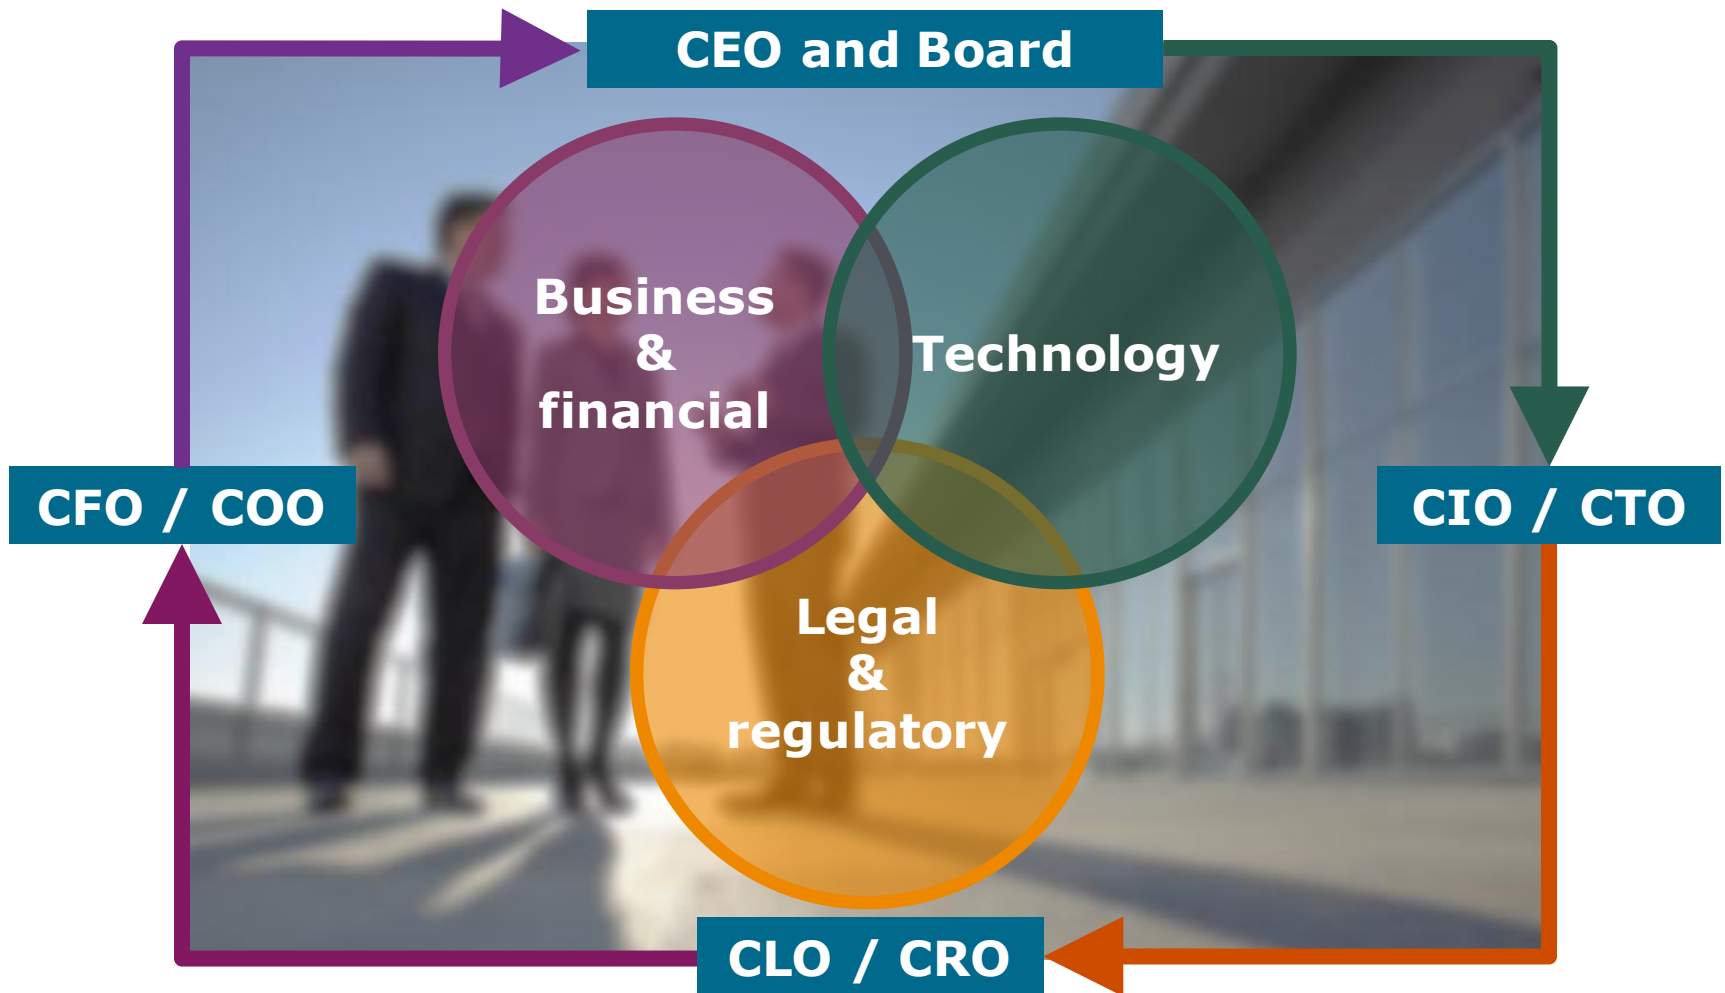 CEO and Board
Business
&
financial
Technology
CFO / COO
CIO / CTO
Legal
&
regulatory
CLO / CRO